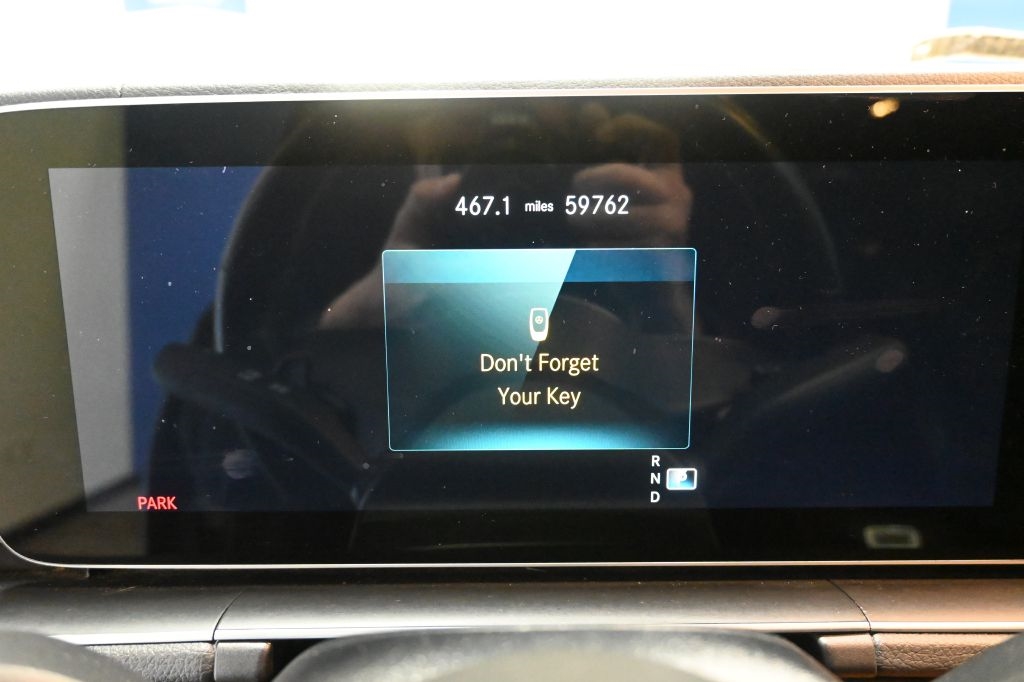 467.1 miles 59762
Don't Forget
Your Key
R
N P
D
PARK